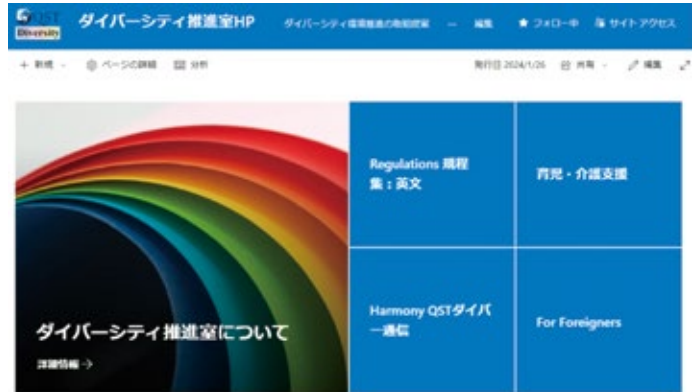 QST
Diversity
ダイバーシティ推進室HP
ダイバーシティ環境推進の取組提案
編集
フォロー中
サイト アクセス
+ 新規
ページの詳細
分析
発行日 2024/1/26
共有
編集
Regulations 規程
集：英文
育児・介護支援
ダイバーシティ推進室について
詳細情報→
Harmony QSTダイバ
ー通信
For Foreigners